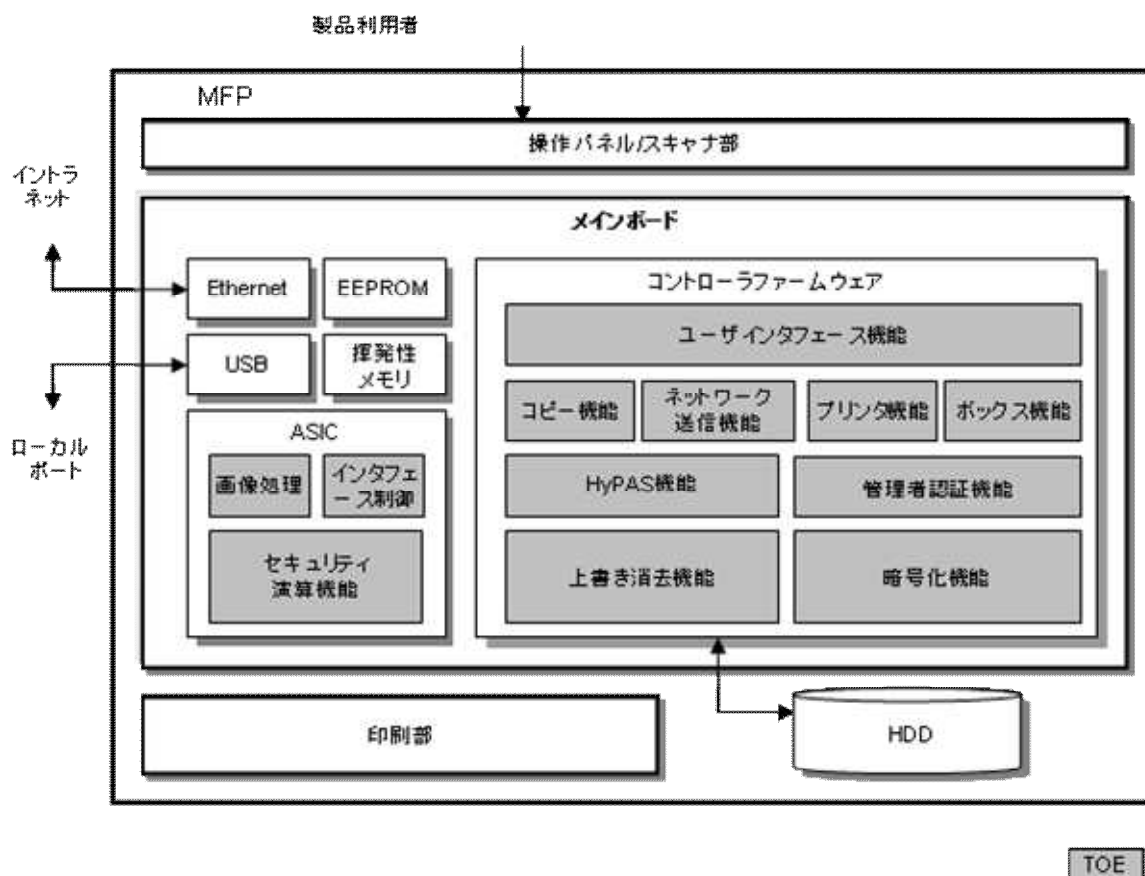 製品利用者
MFP
操作パネル/スキャナ部
イントラ
ネット
メインボード
Ethernet
EEPROM
コントローラファームウェア
ユーザインタフェース機能
USB
揮発性
メモリ
コピー機能
ネットワーク
送信機能
プリンタ機能
ボックス機能
ローカル
ポート
ASIC
画像処理
インタフェ
ース制御
HyPAS機能
管理者認証機能
セキュリティ
演算機能
上書き消去機能
暗号化機能
印刷部
HDD
TOE